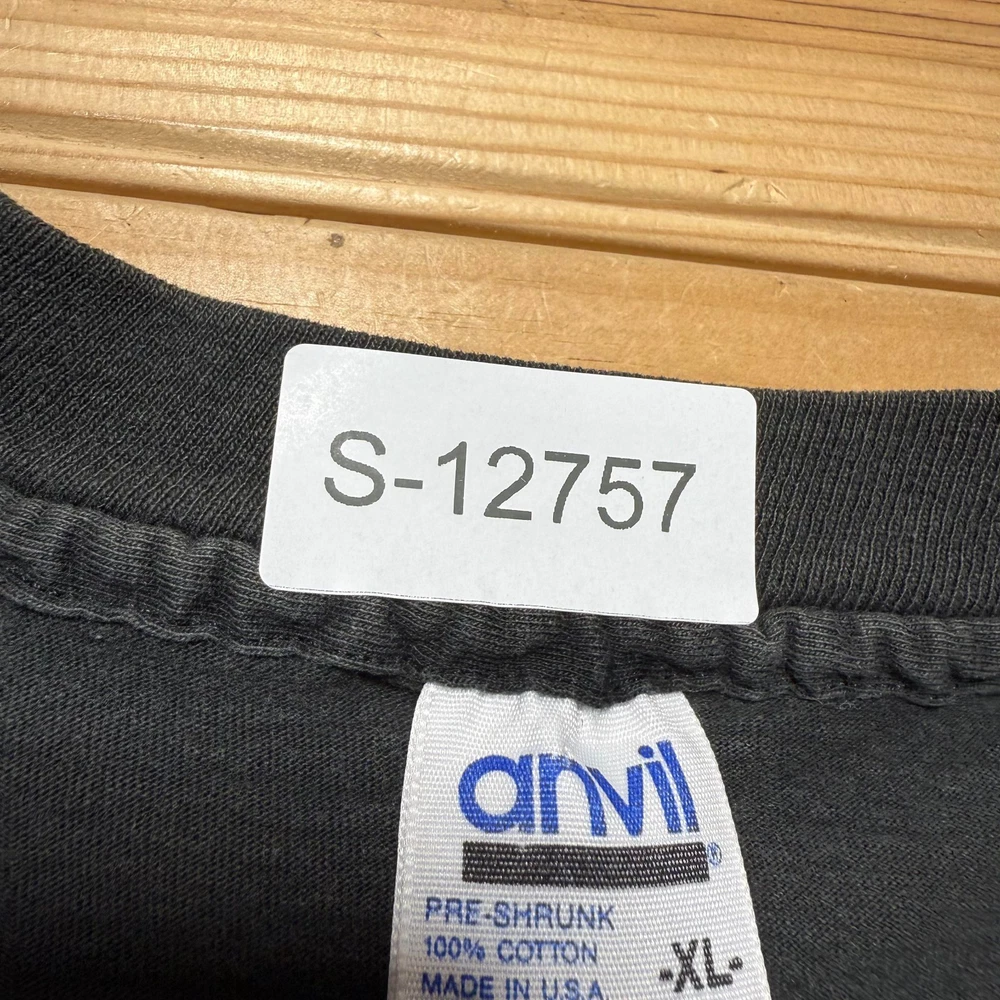 S-12757
anvil®
PRE-SHRUNK
100% COTTON
-XL-
MADE IN U.S.A